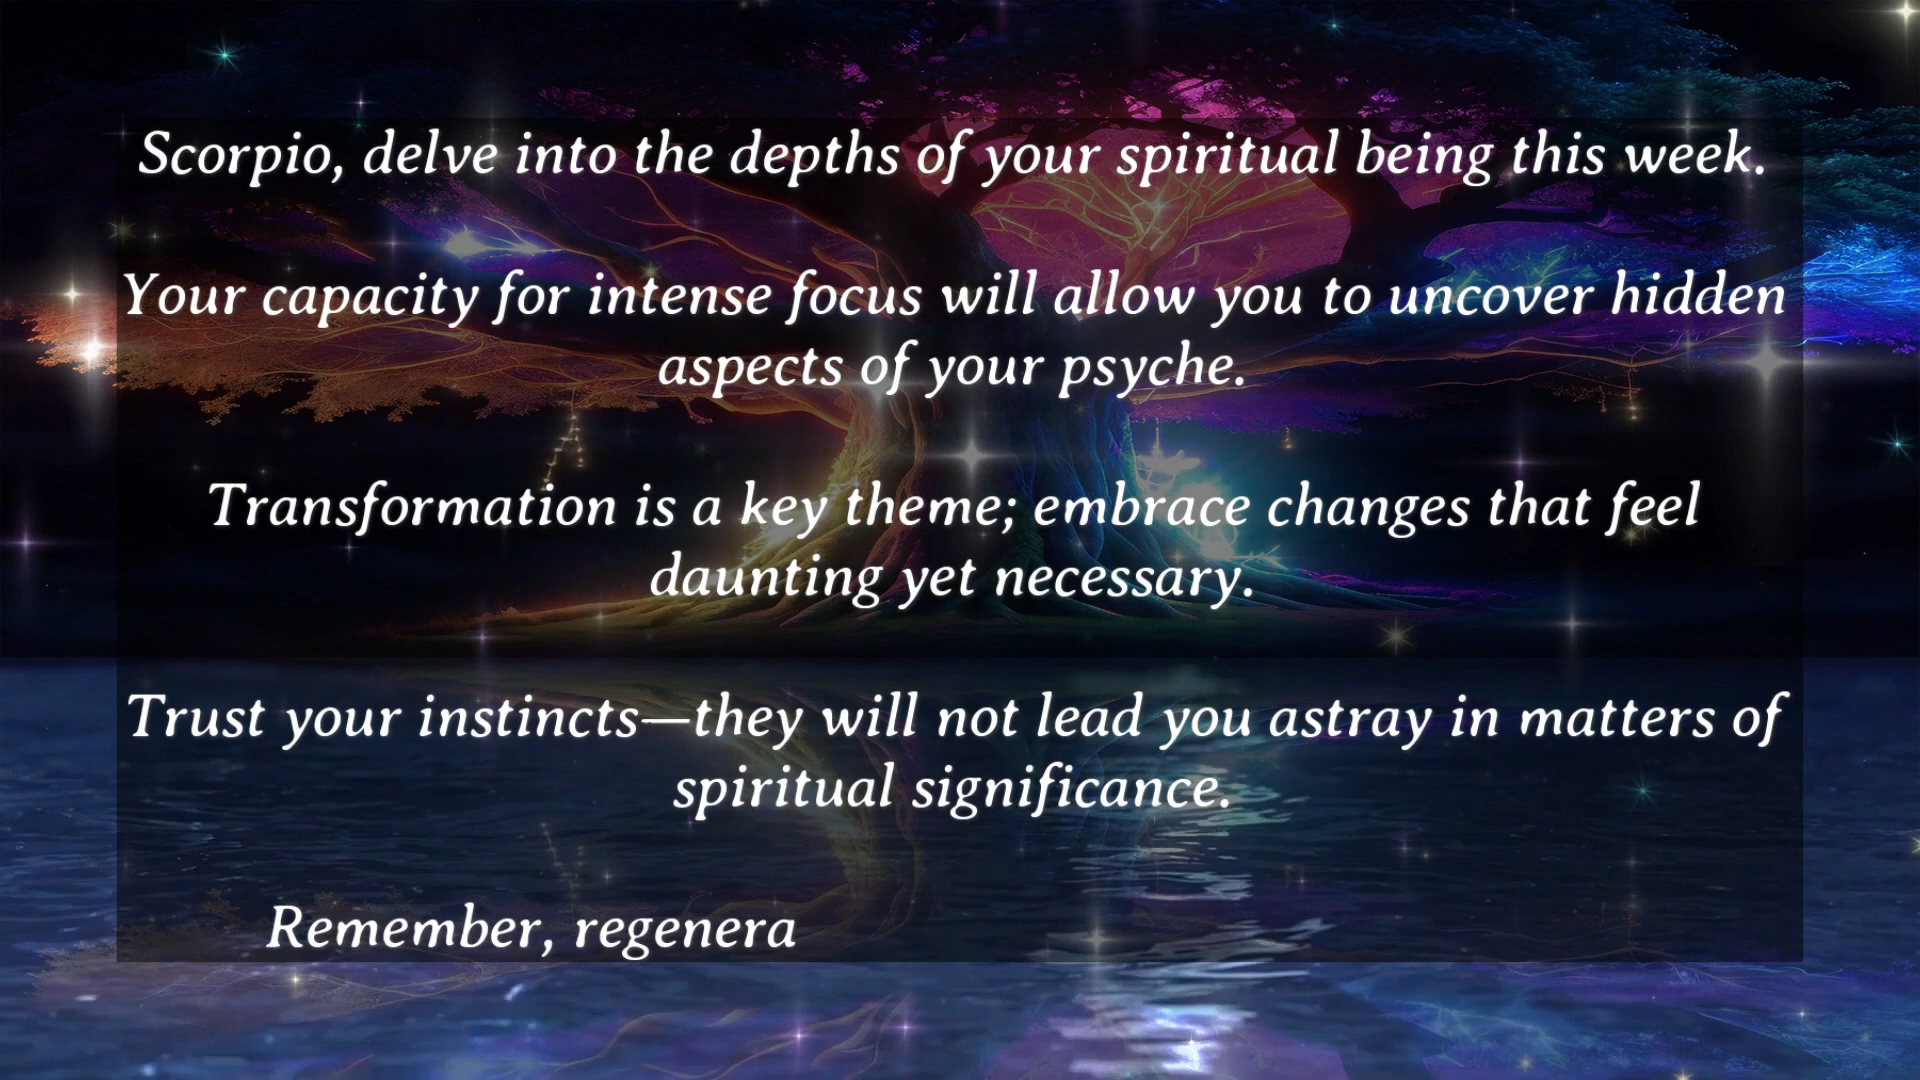 Scorpio, delve into the depths of your spiritual being this week.
Your capacity for intense focus will allow you to uncover hidden
aspects of your psyche.
Transformation is a key theme; embrace changes that feel
daunting yet necessary.
Trust your instincts—they will not lead you astray in matters of
spiritual significance.
Remember, regenera